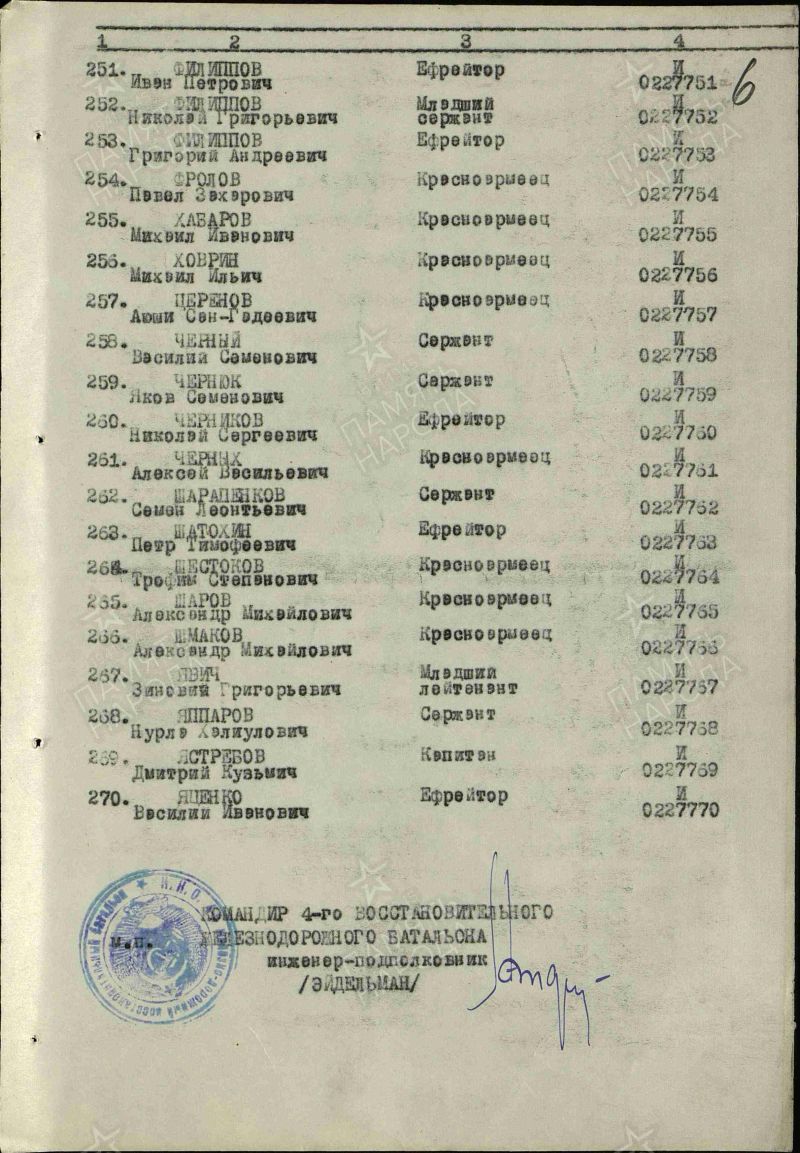 1 2 3 4
6
251. ФИЛИППОВ Ефрейтор И
Иван Петрович 0227751
252. ФИЛИППОВ Младший И
Николай Григорьевич сержант 0227752
253. ФИЛИППОВ Ефрейтор И
Григорий Андреевич 0227753
254. ФРОЛОВ Красноармеец И
Павел Захарович 0227754
255. ХАБАРОВ Красноармеец И
Михаил Иванович 0227755
256. ХОВРИН Красноармеец И
Михаил Ильич 0227756
257. ЦЕРЕНОВ Красноармеец И
Аюши Сен-Гадеевич 0227757
258. ЧЕРНЫЙ Сержант И
Василий Семенович 0227758
259. ЧЕРНЮК Сержант И
Яков Семенович 0227759
260. ЧЕРНИКОВ Ефрейтор И
Николай Сергеевич 0227760
261. ЧЕРНЫХ Красноармеец И
Алексей Васильевич 0227761
262. ШАРАПЕНКОВ Сержант И
Семен Леонтьевич 0227762
263. ШАТОХИН Ефрейтор И
Петр Тимофеевич 0227763
264. ШЕСТОКОВ Красноармеец И
Трофим Степанович 0227764
265. ШАРОВ Красноармеец И
Александр Михайлович 0227765
266. ШМАКОВ Красноармеец И
Александр Михайлович 0227766
267. ЯВИЧ Младший И
Зиновий Григорьевич лейтенант 0227767
268. ЯППАРОВ Сержант И
Нурла Халиулович 0227768
269. ЯСТРЕБОВ Капитан И
Дмитрий Кузьмич 0227769
270. ЯЦЕНКО Ефрейтор И
Василий Иванович 0227770
КОМАНДИР 4-го ВОССТАНОВИТЕЛЬНОГО
м.п. ЖЕЛЕЗНОДОРОЖНОГО БАТАЛЬОНА
инженер-подполковник
/ЭЙДЕЛЬМАН/
ПАМЯТЬ
НАРОДА